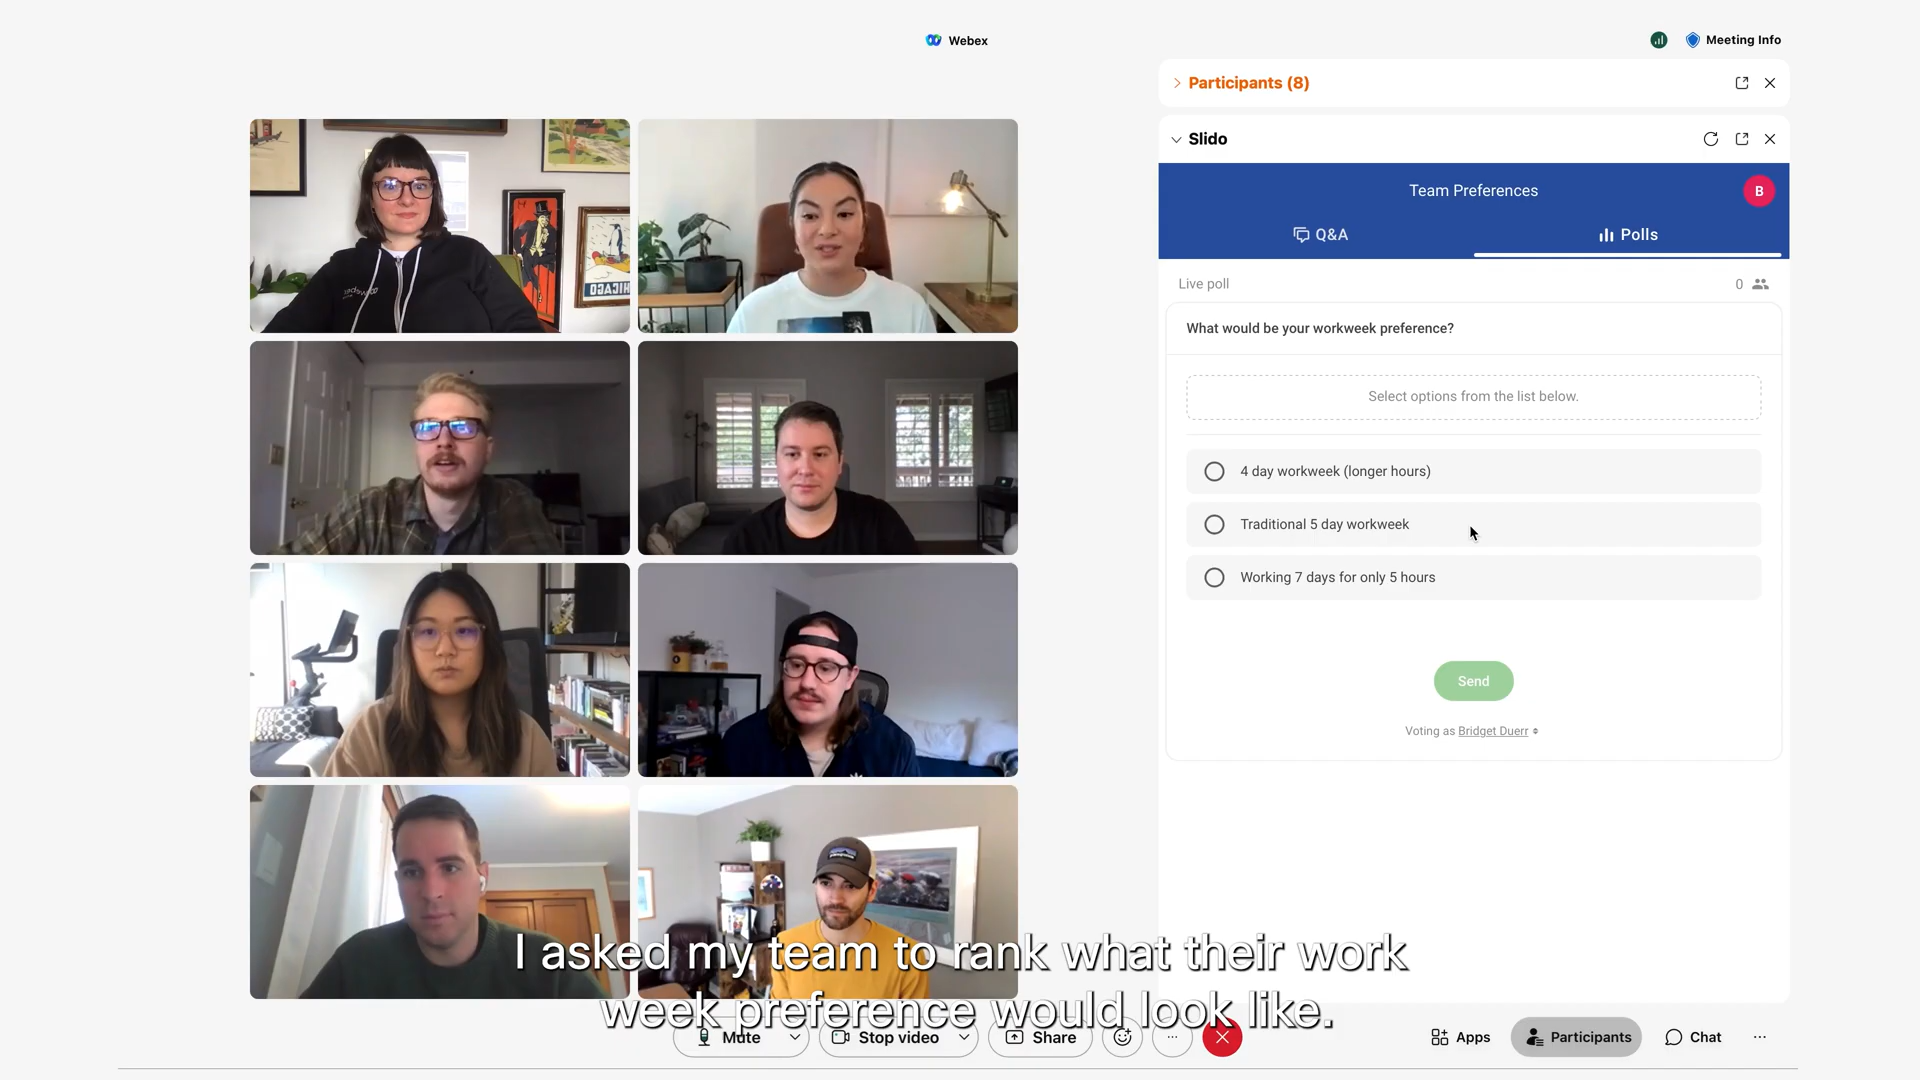 Webex
Meeting Info
Participants (8)
Slido
Team Preferences
B
Q&A
Polls
Live poll
0
What would be your workweek preference?
Select options from the list below.
4 day workweek (longer hours)
Traditional 5 day workweek
Working 7 days for only 5 hours
Send
Voting as Bridget Duerr
CHICAGO
I asked my team to rank what their work
week preference would look like.
Mute
Stop video
Share
Apps
Participants
Chat